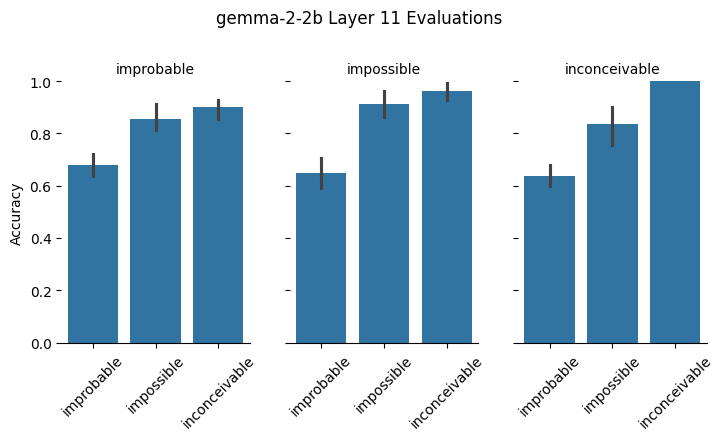 gemma-2-2b Layer 11 Evaluations
improbable
impossible
inconceivable
Accuracy
1.0
0.8
0.6
0.4
0.2
0.0
improbable
impossible
inconceivable
improbable
impossible
inconceivable
improbable
impossible
inconceivable